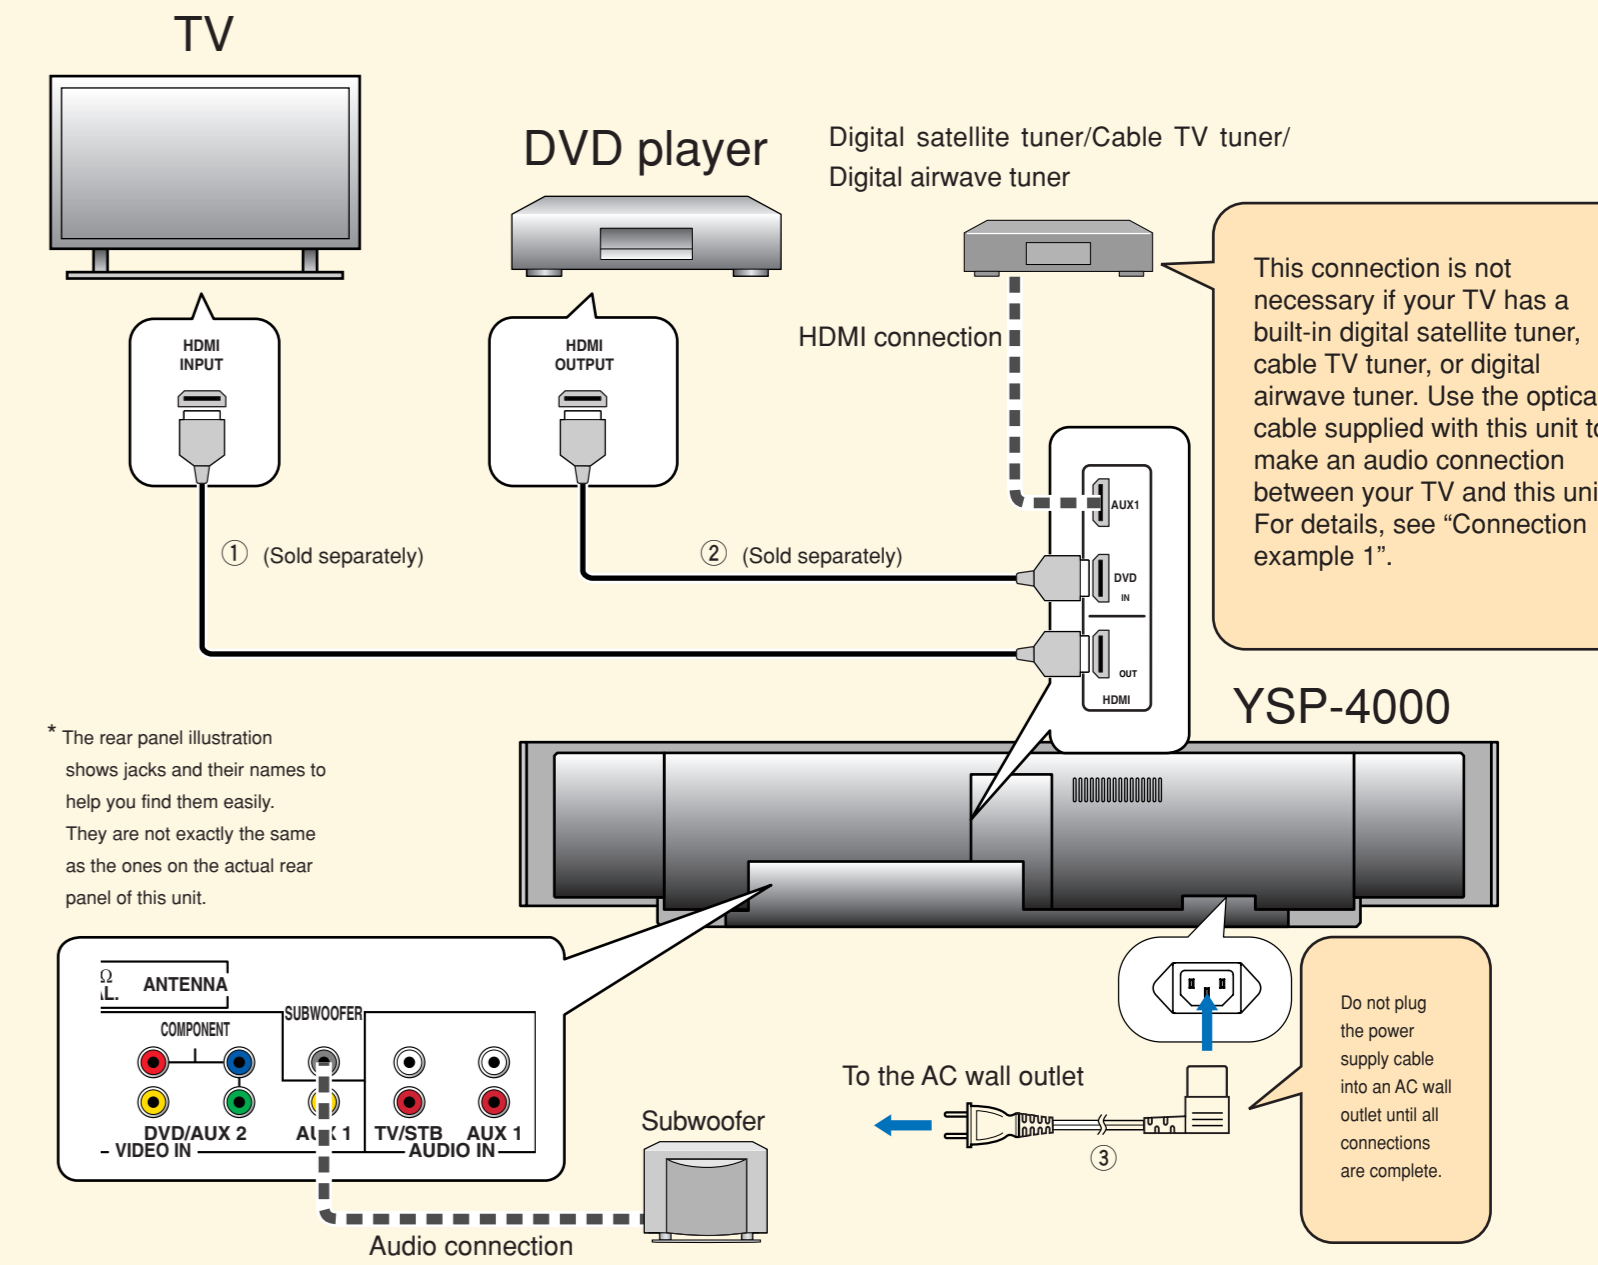 TV
DVD player
Digital satellite tuner/Cable TV tuner/
Digital airwave tuner
This connection is not
necessary if your TV has a
built-in digital satellite tuner,
cable TV tuner, or digital
airwave tuner. Use the optica
cable supplied with this unit to
make an audio connection
between your TV and this uni
For details, see “Connection
example 1”.
HDMI
INPUT
HDMI
OUTPUT
HDMI connection
① (Sold separately)
② (Sold separately)
AUX1
DVD
IN
OUT
HDMI
YSP-4000
* The rear panel illustration
shows jacks and their names to
help you find them easily.
They are not exactly the same
as the ones on the actual rear
panel of this unit.
Ω
AL.
ANTENNA
COMPONENT
SUBWOOFER
DVD/AUX 2
AUX 1
TV/STB
AUX 1
VIDEO IN
AUDIO IN
Subwoofer
Audio connection
To the AC wall outlet
③
Do not plug
the power
supply cable
into an AC wall
outlet until all
connections
are complete.